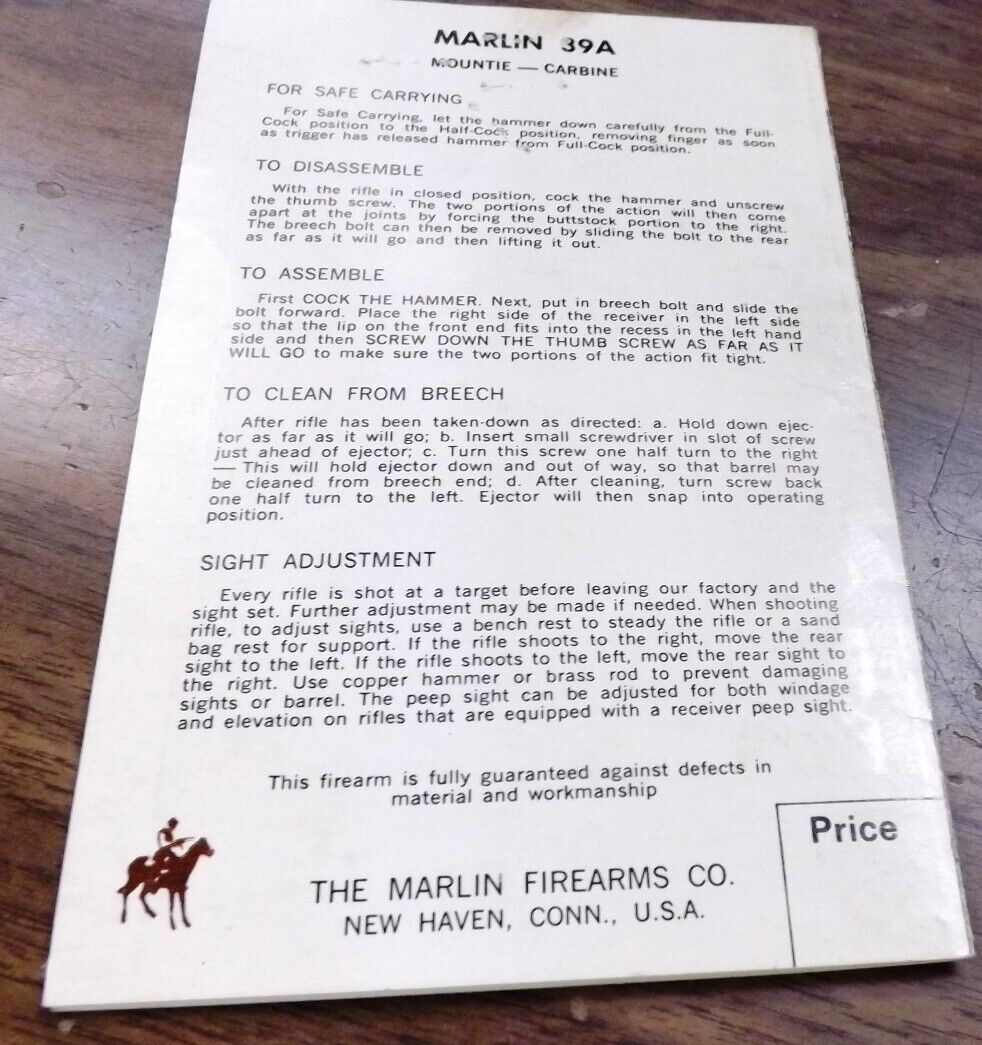 MARLIN 39A
MOUNTIE — CARBINE
FOR SAFE CARRYING
For Safe Carrying, let the hammer down carefully from the Full-
Cock position to the Half-Cock position, removing finger as soon
as trigger has released hammer from Full-Cock position.
TO DISASSEMBLE
With the rifle in closed position, cock the hammer and unscrew
the thumb screw. The two portions of the action will then come
apart at the joints by forcing the buttstock portion to the right.
The breech bolt can then be removed by sliding the bolt to the rear
as far as it will go and then lifting it out.
TO ASSEMBLE
First COCK THE HAMMER. Next, put in breech bolt and slide the
bolt forward. Place the right side of the receiver in the left side
so that the lip on the front end fits into the recess in the left hand
side and then SCREW DOWN THE THUMB SCREW AS FAR AS IT
WILL GO to make sure the two portions of the action fit tight.
TO CLEAN FROM BREECH
After rifle has been taken-down as directed: a. Hold down ejec-
tor as far as it will go; b. Insert small screwdriver in slot of screw
just ahead of ejector; c. Turn this screw one half turn to the right
— This will hold ejector down and out of way, so that barrel may
be cleaned from breech end; d. After cleaning, turn screw back
one half turn to the left. Ejector will then snap into operating
position.
SIGHT ADJUSTMENT
Every rifle is shot at a target before leaving our factory and the
sight set. Further adjustment may be made if needed. When shooting
rifle, to adjust sights, use a bench rest to steady the rifle or a sand
bag rest for support. If the rifle shoots to the right, move the rear
sight to the left. If the rifle shoots to the left, move the rear sight to
the right. Use copper hammer or brass rod to prevent damaging
sights or barrel. The peep sight can be adjusted for both windage
and elevation on rifles that are equipped with a receiver peep sight.
This firearm is fully guaranteed against defects in
material and workmanship
Price
THE MARLIN FIREARMS CO.
NEW HAVEN, CONN., U.S.A.